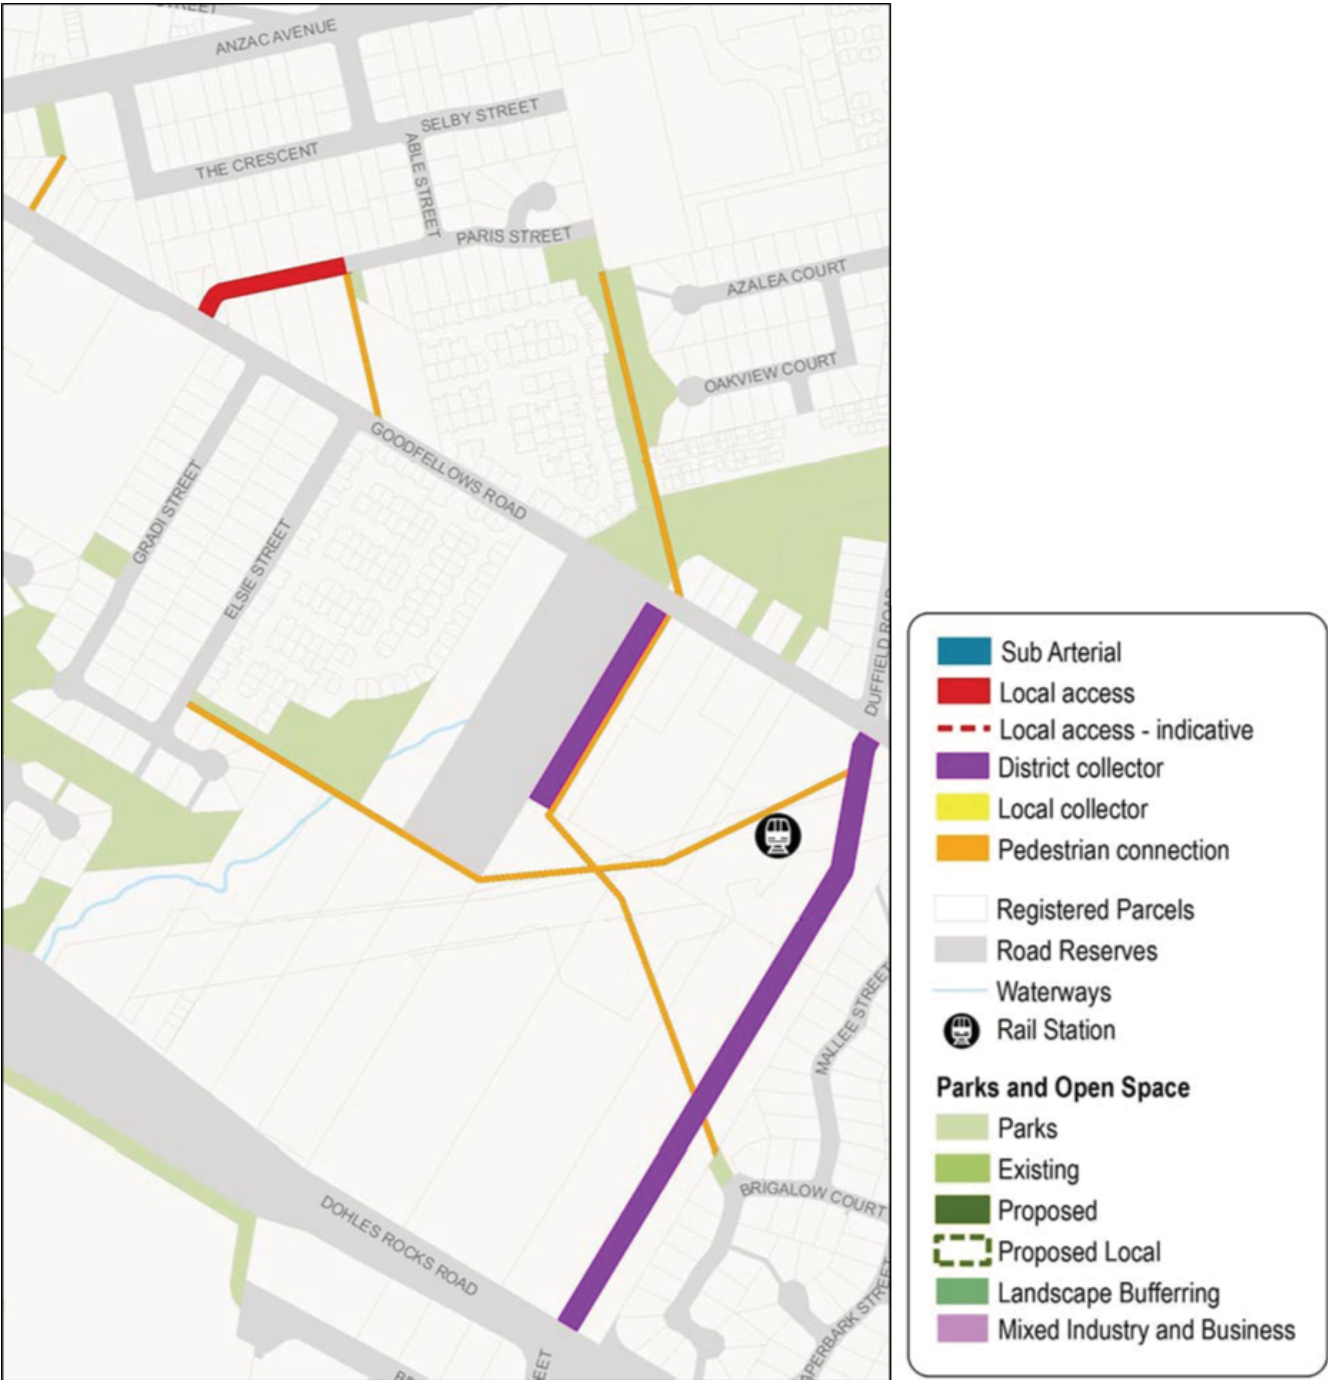 ANZAC AVENUE
SELBY STREET
THE CRESCENT
ABLE STREET
PARIS STREET
AZALEA COURT
OAKVIEW COURT
GOODFELLOWS ROAD
GRADI STREET
ELSIE STREET
DUFFIELD ROAD
MALLEE STREET
BRIGALOW COURT
DOHLES ROCKS ROAD
Sub Arterial
Local access
Local access - indicative
District collector
Local collector
Pedestrian connection
Registered Parcels
Road Reserves
Waterways
Rail Station
Parks and Open Space
Parks
Existing
Proposed
Proposed Local
Landscape Bufferring
Mixed Industry and Business